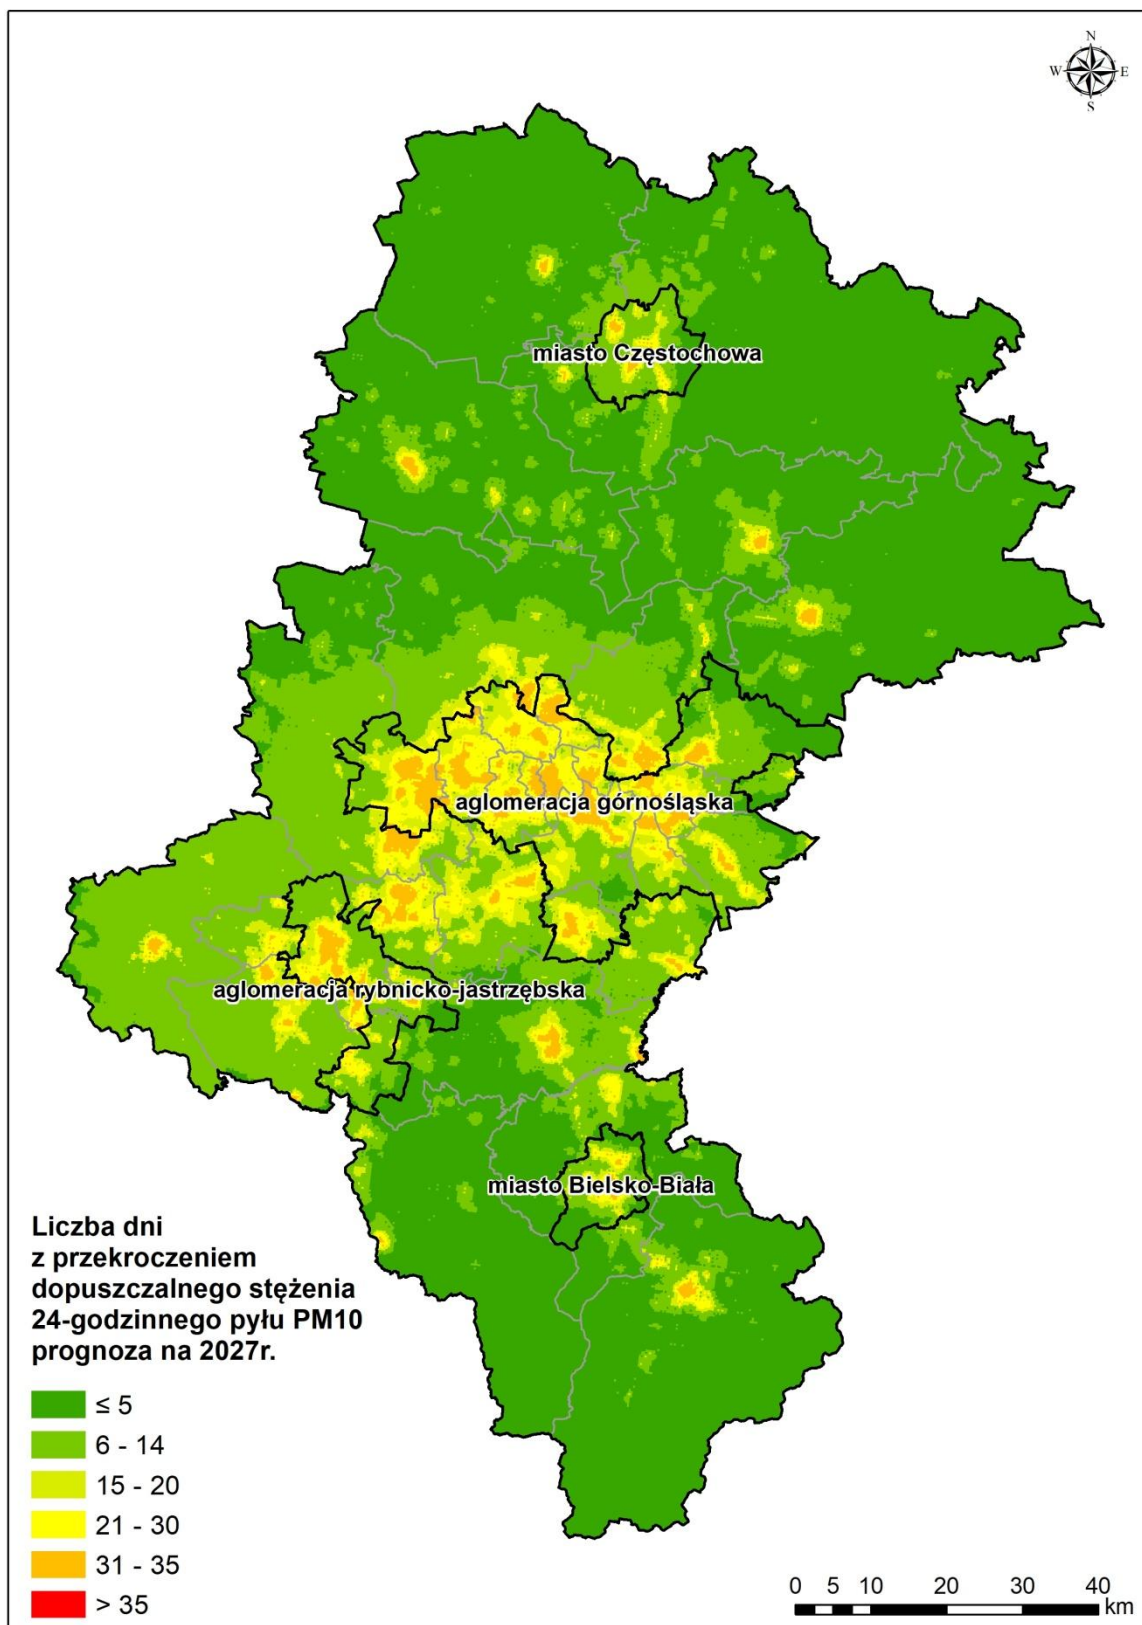 N
W E
S
miasto Częstochowa
aglomeracja górnośląska
aglomeracja rybnicko-jastrzębska
miasto Bielsko-Biała
Liczba dni
z przekroczeniem
dopuszczalnego stężenia
24-godzinnego pyłu PM10
prognoza na 2027r.
≤ 5
6 - 14
15 - 20
21 - 30
31 - 35
> 35
0 5 10 20 30 40
km